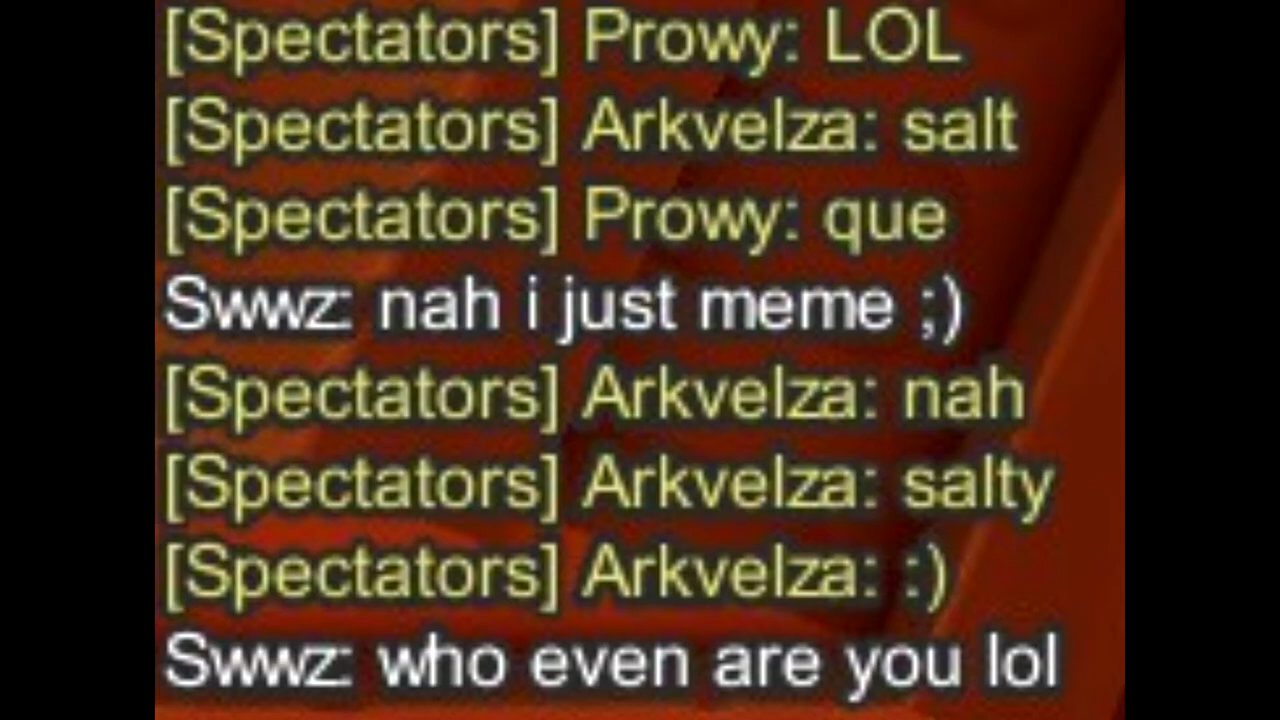 [Spectators] Prowy: LOL
[Spectators] Arkvelza: salt
[Spectators] Prowy: que
Swwz: nah i just meme ;)
[Spectators] Arkvelza: nah
[Spectators] Arkvelza: salty
[Spectators] Arkvelza: :)
Swwz: who even are you lol